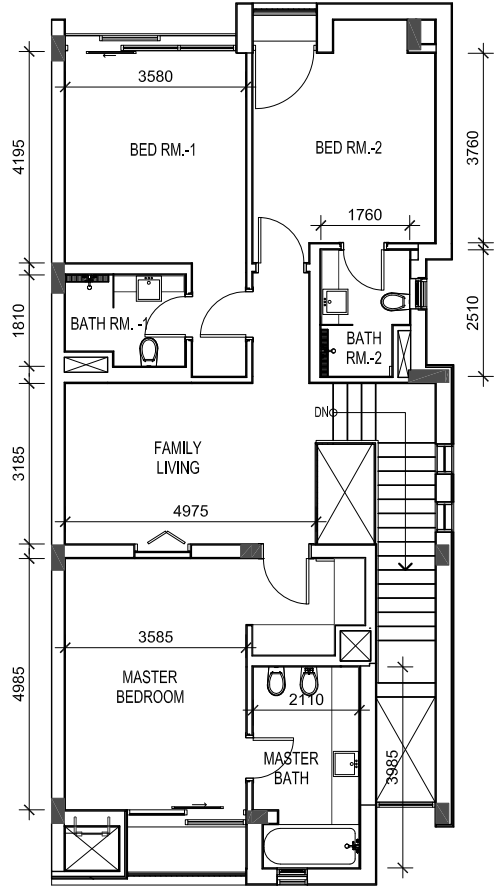 3580
4195
BED RM.-1
BED RM.-2
3760
1760
1810
BATH RM. -1
BATH
RM.-2
2510
DN
3185
FAMILY
LIVING
4975
3585
4985
MASTER
BEDROOM
2110
MASTER
BATH
3985